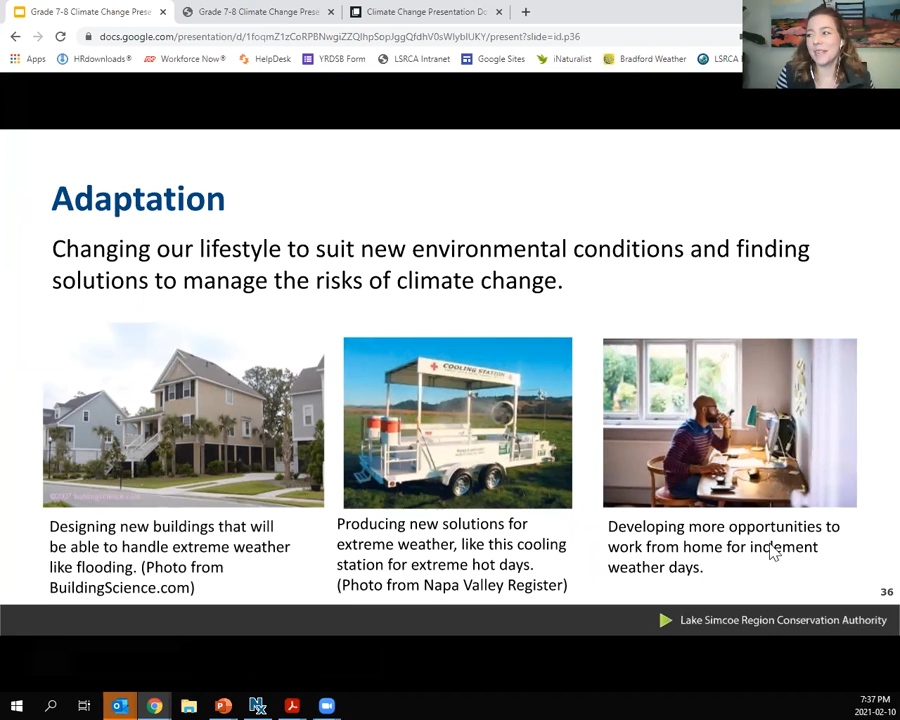 Grade 7-8 Climate Change Prese
Grade 7-8 Climate Change Prese
Climate Change Presentation Do
docs.google.com/presentation/d/1foqmZ1zCoRPBNwgiZZQlhpSopJggQfdhV0sWlyblUKY/present?slide=id.p36
Apps HRdownloads® Workforce Now® HelpDesk YRDSB Form LSRCA Intranet Google Sites iNaturalist Bradford Weather LSRCA
Adaptation
Changing our lifestyle to suit new environmental conditions and finding
solutions to manage the risks of climate change.
COOLING STATION
©2007 buildingscience.com
Designing new buildings that will
be able to handle extreme weather
like flooding. (Photo from
BuildingScience.com)
Producing new solutions for
extreme weather, like this cooling
station for extreme hot days.
(Photo from Napa Valley Register)
Developing more opportunities to
work from home for inclement
weather days.
36
Lake Simcoe Region Conservation Authority
7:37 PM
2021-02-10